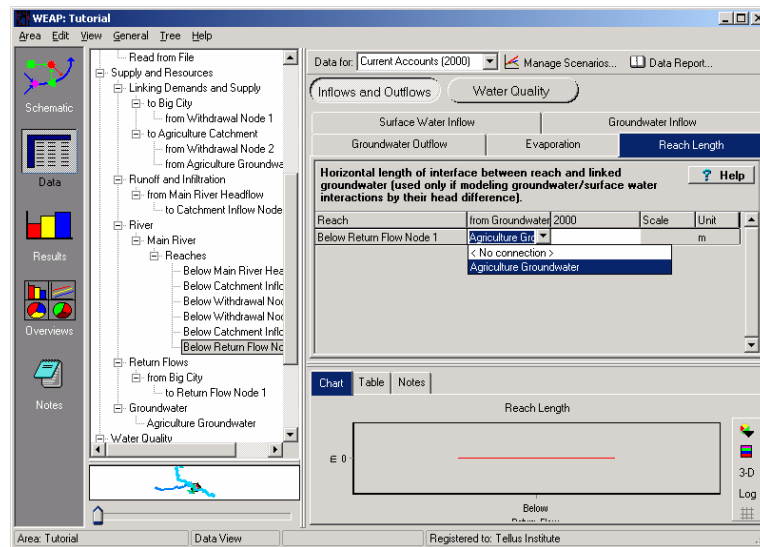 WEAP: Tutorial
Area Edit View General Tree Help
Schematic
Data
Results
Overviews
Notes
Read from File
Supply and Resources
Linking Demands and Supply
to Big City
from Withdrawal Node 1
to Agriculture Catchment
from Withdrawal Node 2
from Agriculture Groundwa
Runoff and Infiltration
from Main River Headflow
to Catchment Inflow Node
River
Main River
Reaches
Below Main River Hea
Below Catchment Inflo
Below Withdrawal Nod
Below Withdrawal Nod
Below Catchment Inflo
Below Return Flow No
Return Flows
from Big City
to Return Flow Node 1
Groundwater
Agriculture Groundwater
Water Quality
Data for: Current Accounts (2000) Manage Scenarios... Data Report...
Inflows and Outflows Water Quality
Surface Water Inflow Groundwater Inflow
Groundwater Outflow Evaporation Reach Length
Horizontal length of interface between reach and linked
groundwater (used only if modeling groundwater/surface water
interactions by their head difference).
? Help
Reach from Groundwater 2000 Scale Unit
Below Return Flow Node 1 Agriculture Gro m
< No connection >
Agriculture Groundwater
Chart Table Notes
Reach Length
m 0
Below
3-D
Log
Area: Tutorial Data View Registered to: Tellus Institute